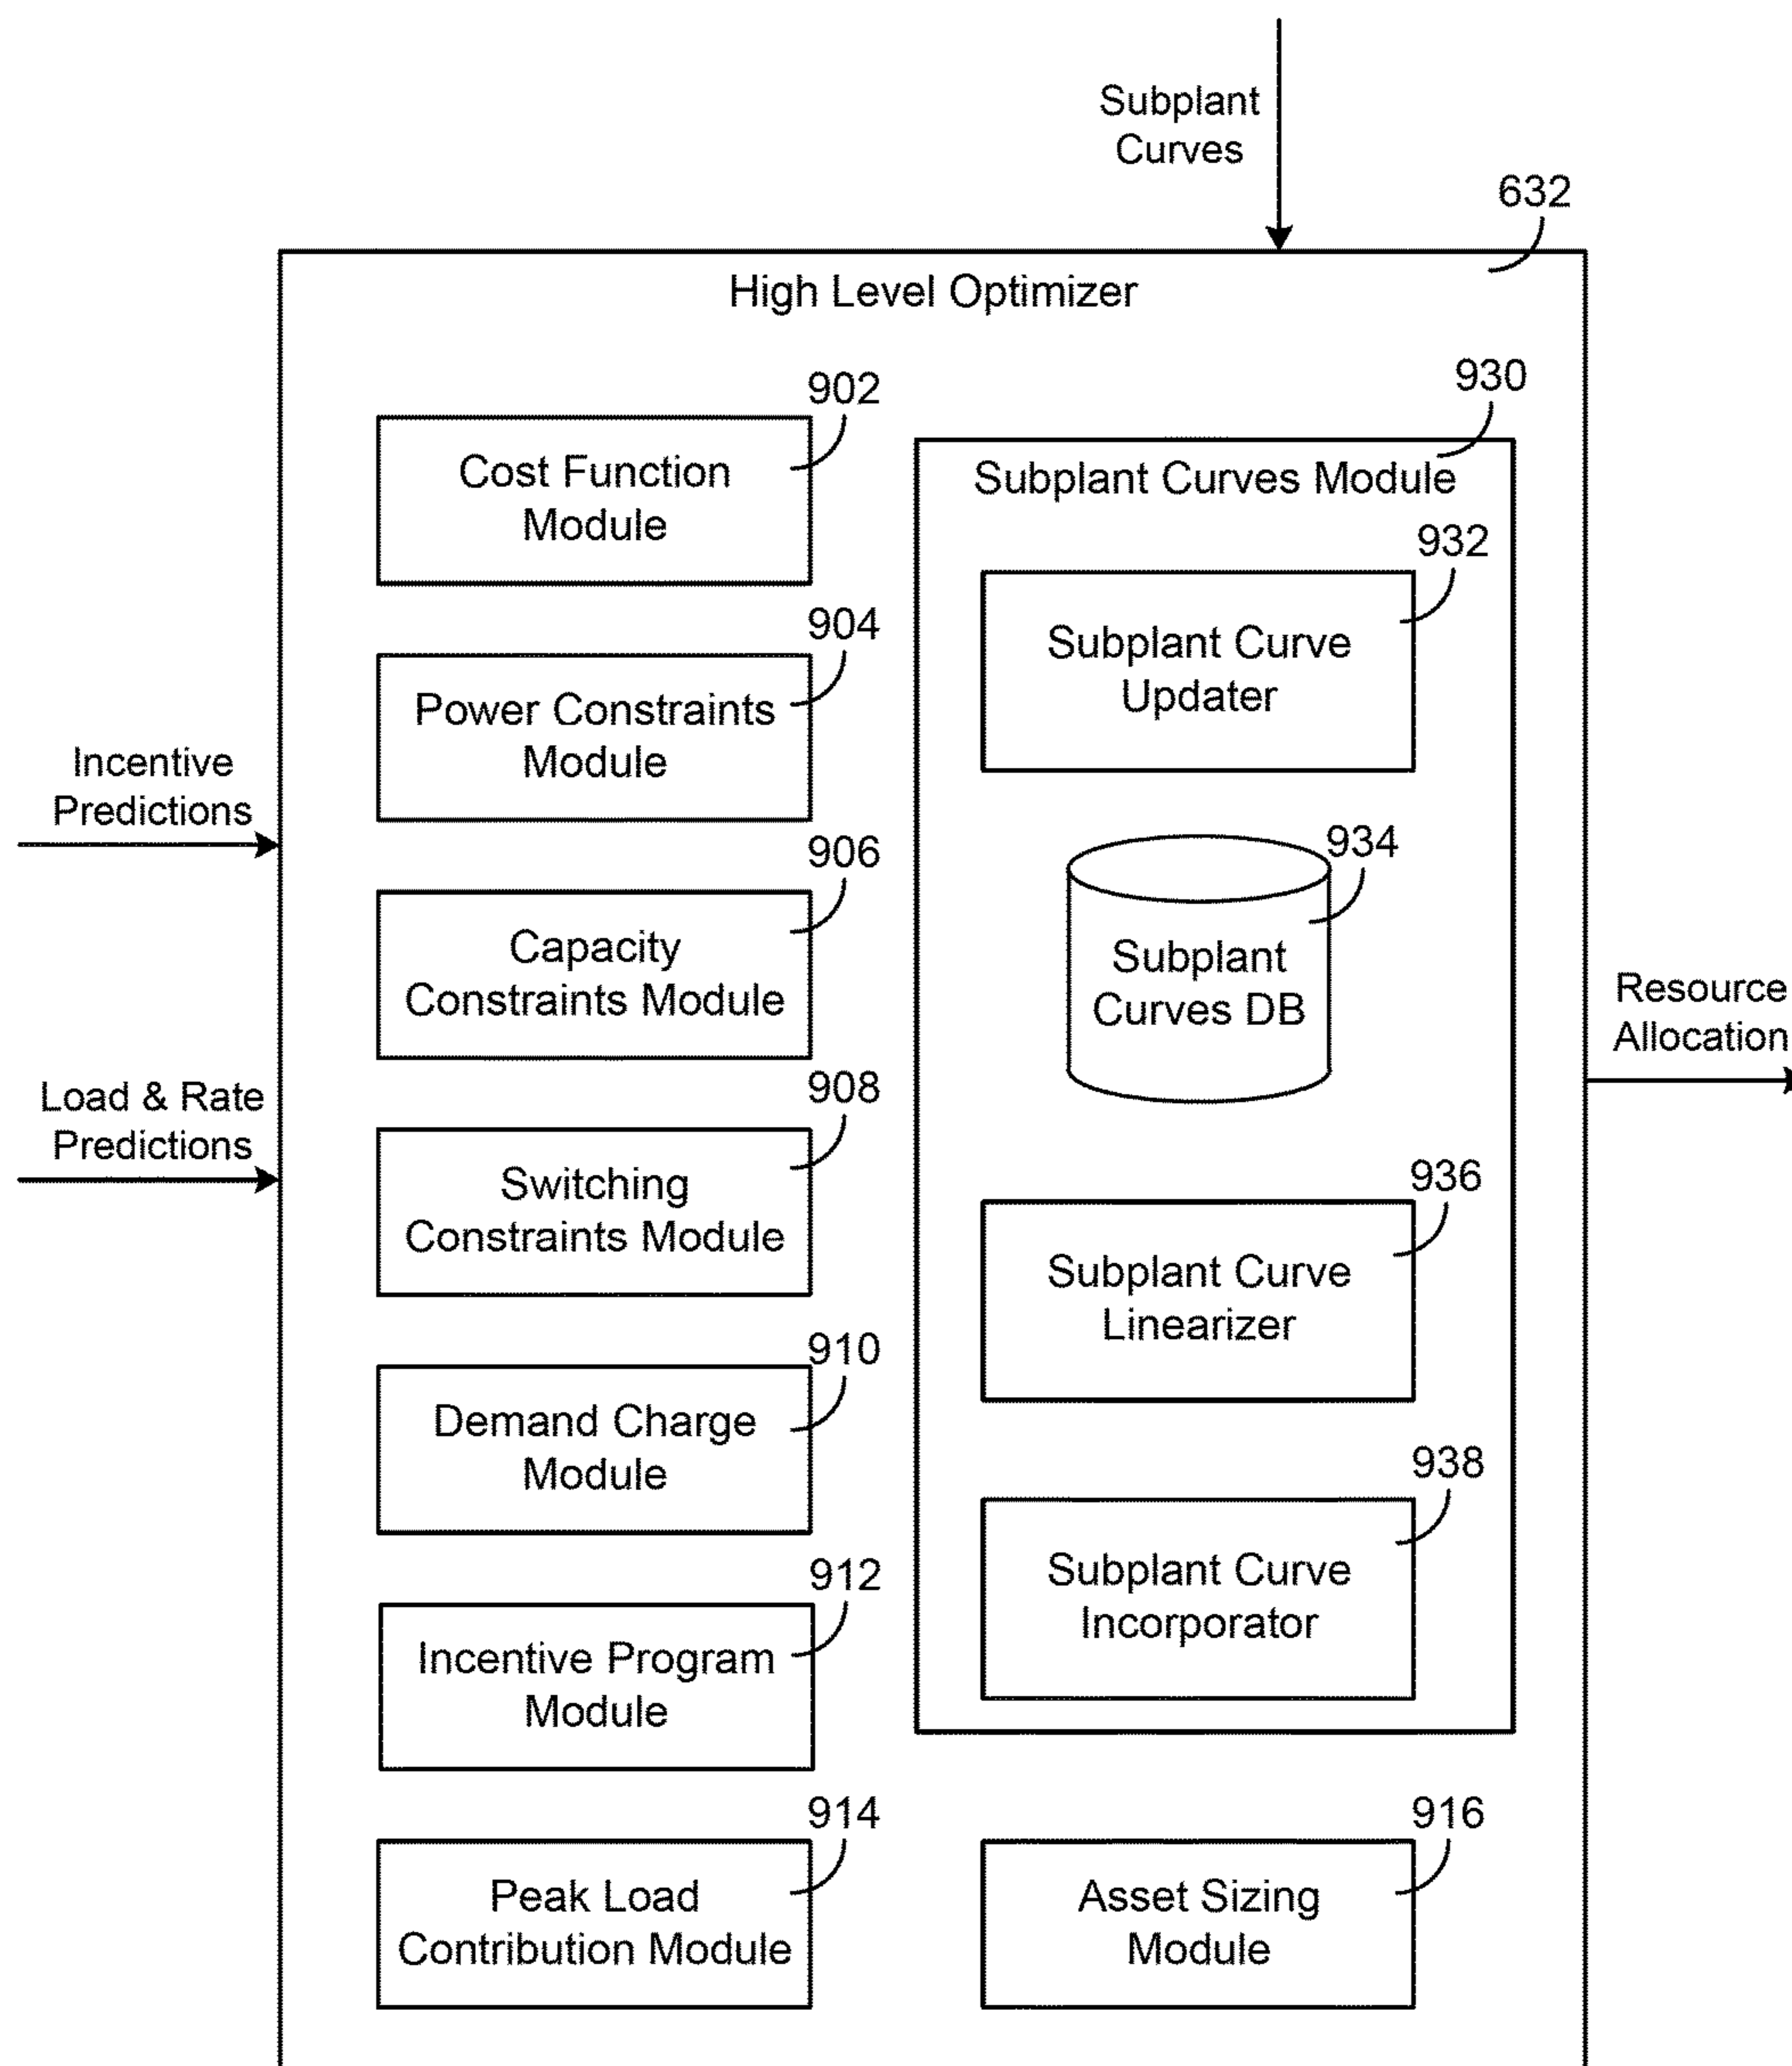 Subplant
Curves
632
High Level Optimizer
902
Cost Function
Module
904
Power Constraints
Module
906
Capacity
Constraints Module
908
Switching
Constraints Module
910
Demand Charge
Module
912
Incentive Program
Module
914
Peak Load
Contribution Module
930
Subplant Curves Module
932
Subplant Curve
Updater
934
Subplant
Curves DB
936
Subplant Curve
Linearizer
938
Subplant Curve
Incorporator
916
Asset Sizing
Module
Incentive
Predictions
Load & Rate
Predictions
Resource
Allocation